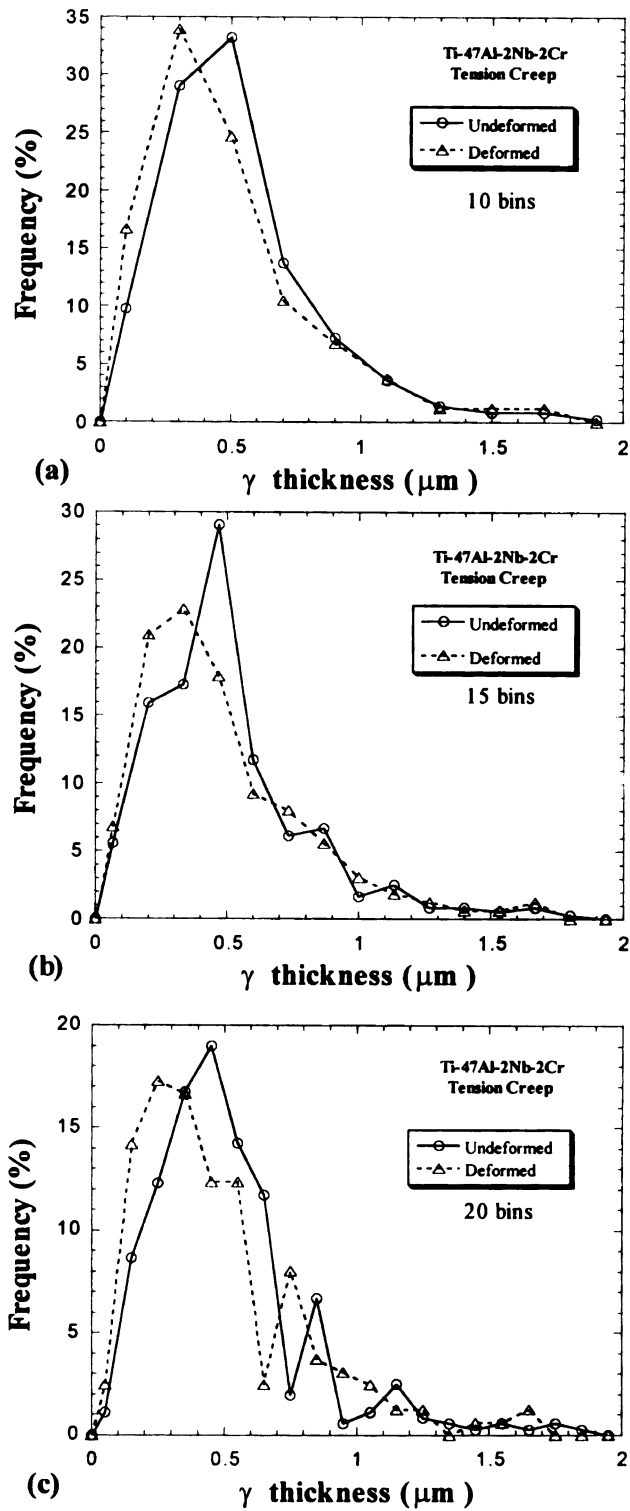 35
30
25
20
15
10
5
0
Frequency (%)
Ti-47Al-2Nb-2Cr
Tension Creep
Undeformed
Deformed
10 bins
0 0.5 1 1.5 2
(a)
γ thickness (μm)
30
25
20
15
10
5
0
Frequency (%)
Ti-47Al-2Nb-2Cr
Tension Creep
Undeformed
Deformed
15 bins
0 0.5 1 1.5 2
(b)
γ thickness (μm)
20
15
10
5
0
Frequency (%)
Ti-47Al-2Nb-2Cr
Tension Creep
Undeformed
Deformed
20 bins
0 0.5 1 1.5 2
(c)
γ thickness (μm)